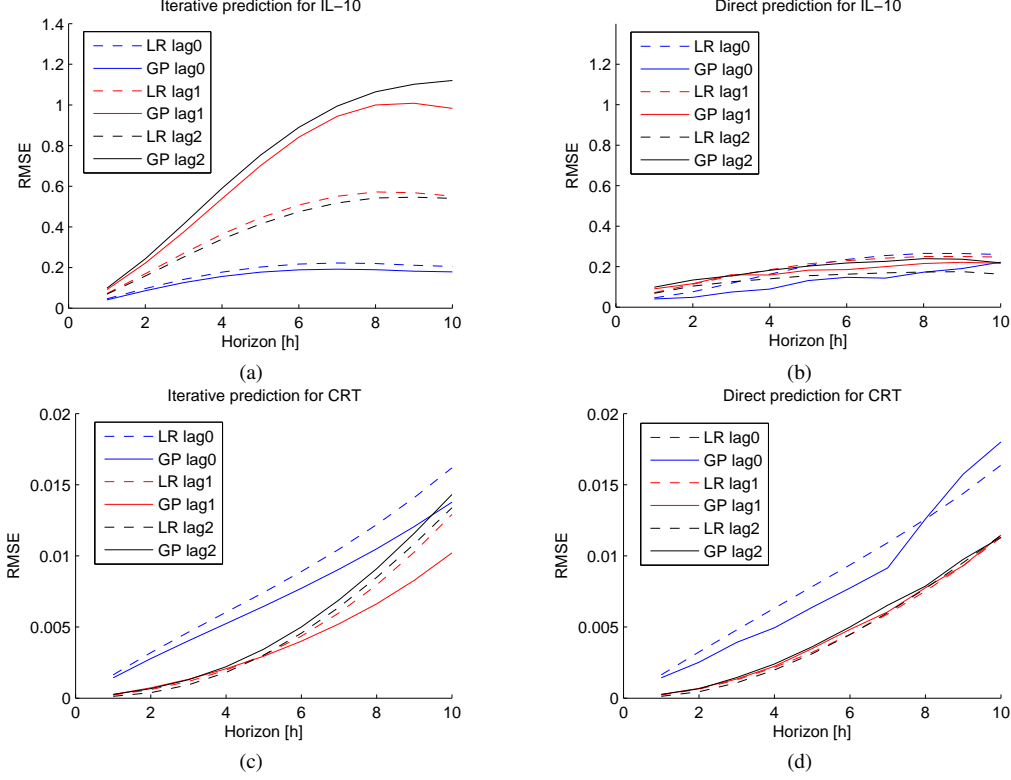 Iterative prediction for IL−10
1.4
1.2
1
0.8
0.6
0.4
0.2
0
RMSE
LR lag0
GP lag0
LR lag1
GP lag1
LR lag2
GP lag2
0 2 4 6 8 10
Horizon [h]
(a)
Direct prediction for IL−10
1.2
1
0.8
0.6
0.4
0.2
0
RMSE
LR lag0
GP lag0
LR lag1
GP lag1
LR lag2
GP lag2
0 2 4 6 8 10
Horizon [h]
(b)
Iterative prediction for CRT
0.02
0.015
0.01
0.005
0
RMSE
LR lag0
GP lag0
LR lag1
GP lag1
LR lag2
GP lag2
0 2 4 6 8 10
Horizon [h]
(c)
Direct prediction for CRT
0.02
0.015
0.01
0.005
0
RMSE
LR lag0
GP lag0
LR lag1
GP lag1
LR lag2
GP lag2
0 2 4 6 8 10
Horizon [h]
(d)